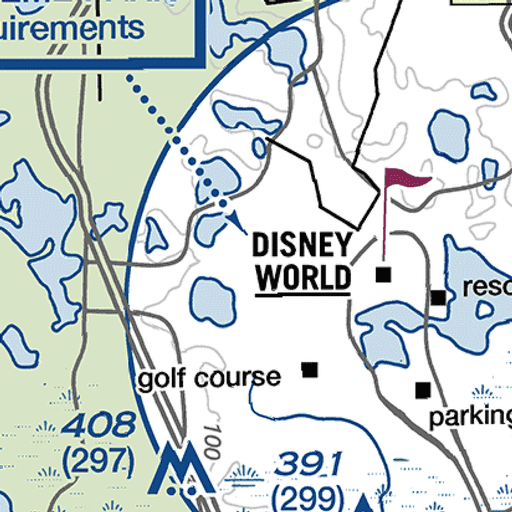 uirements
DISNEY
WORLD
reso
golf course
parking
408
(297)
100
391
(299)